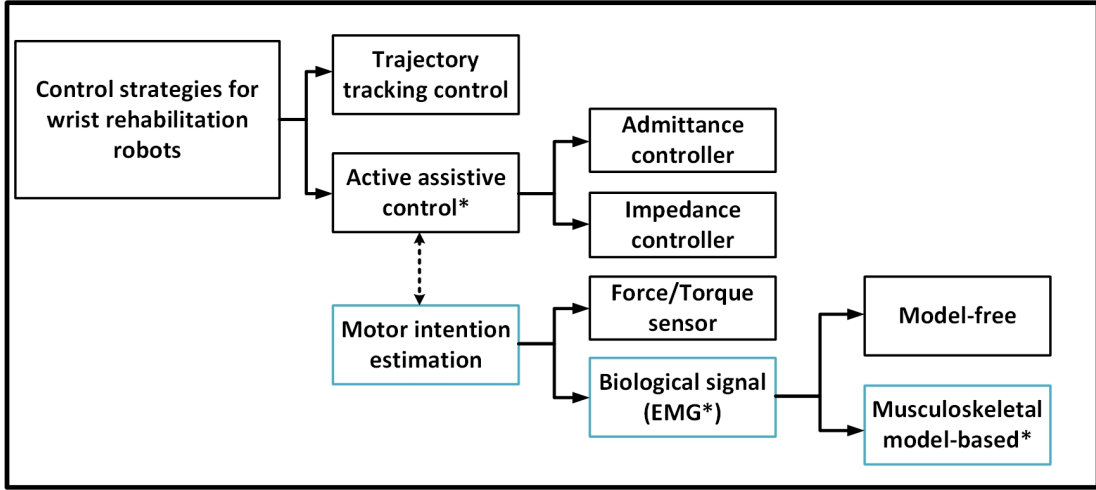 Control strategies for
wrist rehabilitation
robots
Trajectory
tracking control
Active assistive
control*
Admittance
controller
Impedance
controller
Motor intention
estimation
Force/Torque
sensor
Biological signal
(EMG*)
Model-free
Musculoskeletal
model-based*